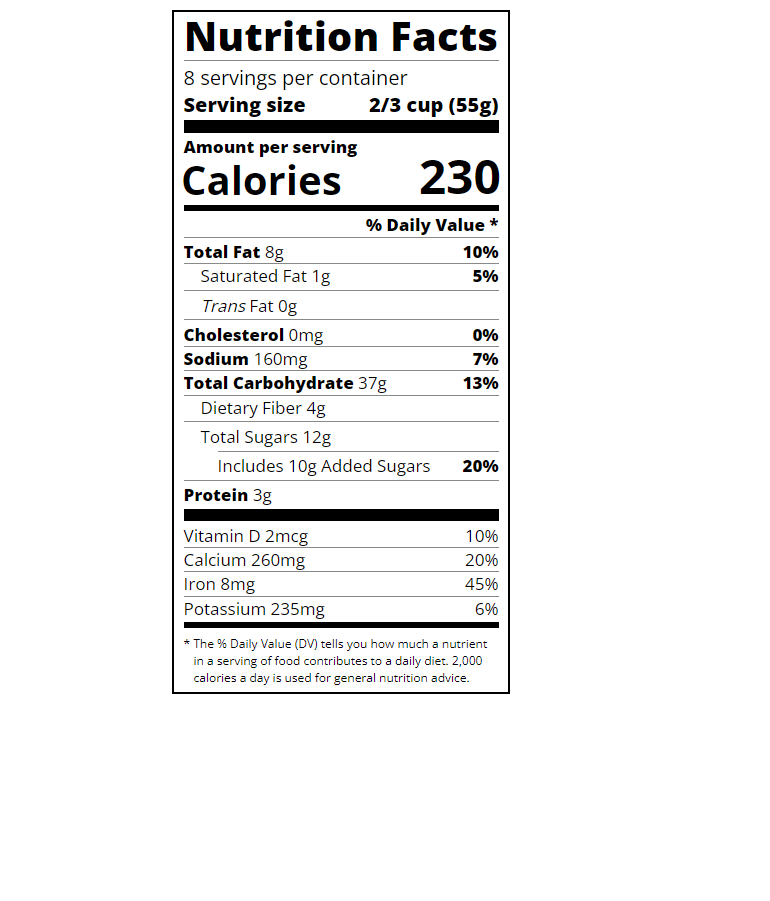 Nutrition Facts
8 servings per container
Serving size 2/3 cup (55g)
Amount per serving
Calories 230
% Daily Value *
Total Fat 8g 10%
Saturated Fat 1g 5%
Trans Fat 0g
Cholesterol 0mg 0%
Sodium 160mg 7%
Total Carbohydrate 37g 13%
Dietary Fiber 4g
Total Sugars 12g
Includes 10g Added Sugars 20%
Protein 3g
Vitamin D 2mcg 10%
Calcium 260mg 20%
Iron 8mg 45%
Potassium 235mg 6%
* The % Daily Value (DV) tells you how much a nutrient
in a serving of food contributes to a daily diet. 2,000
calories a day is used for general nutrition advice.